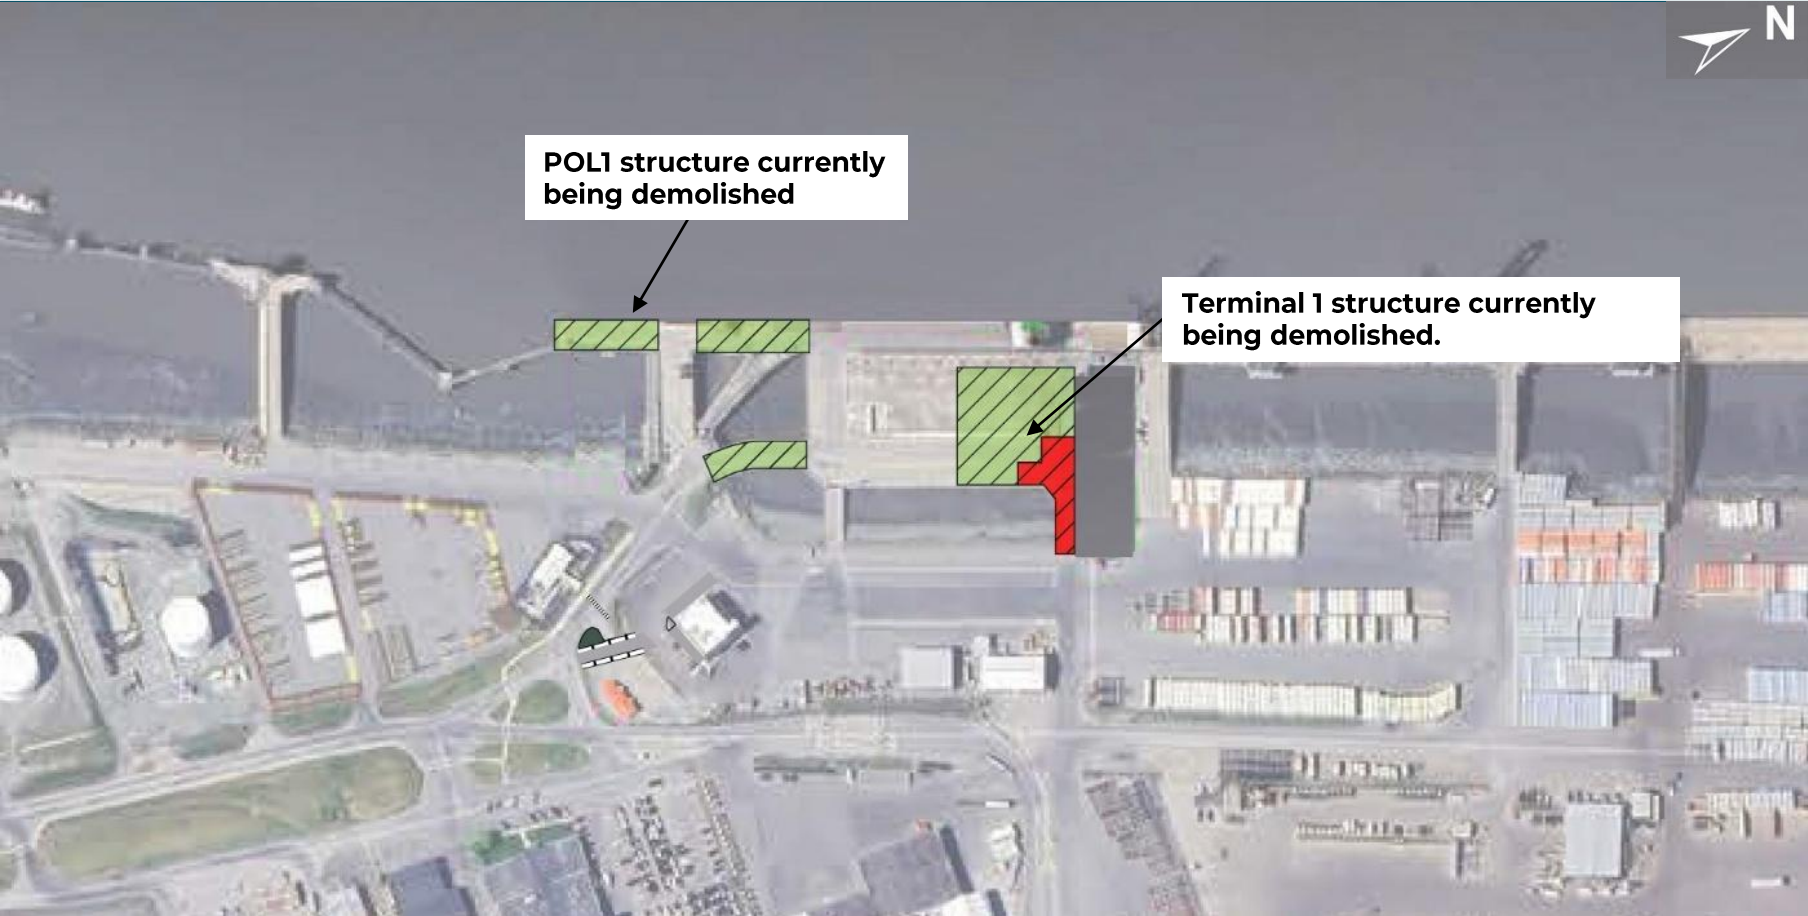 N
POL1 structure currently
being demolished
Terminal 1 structure currently
being demolished.